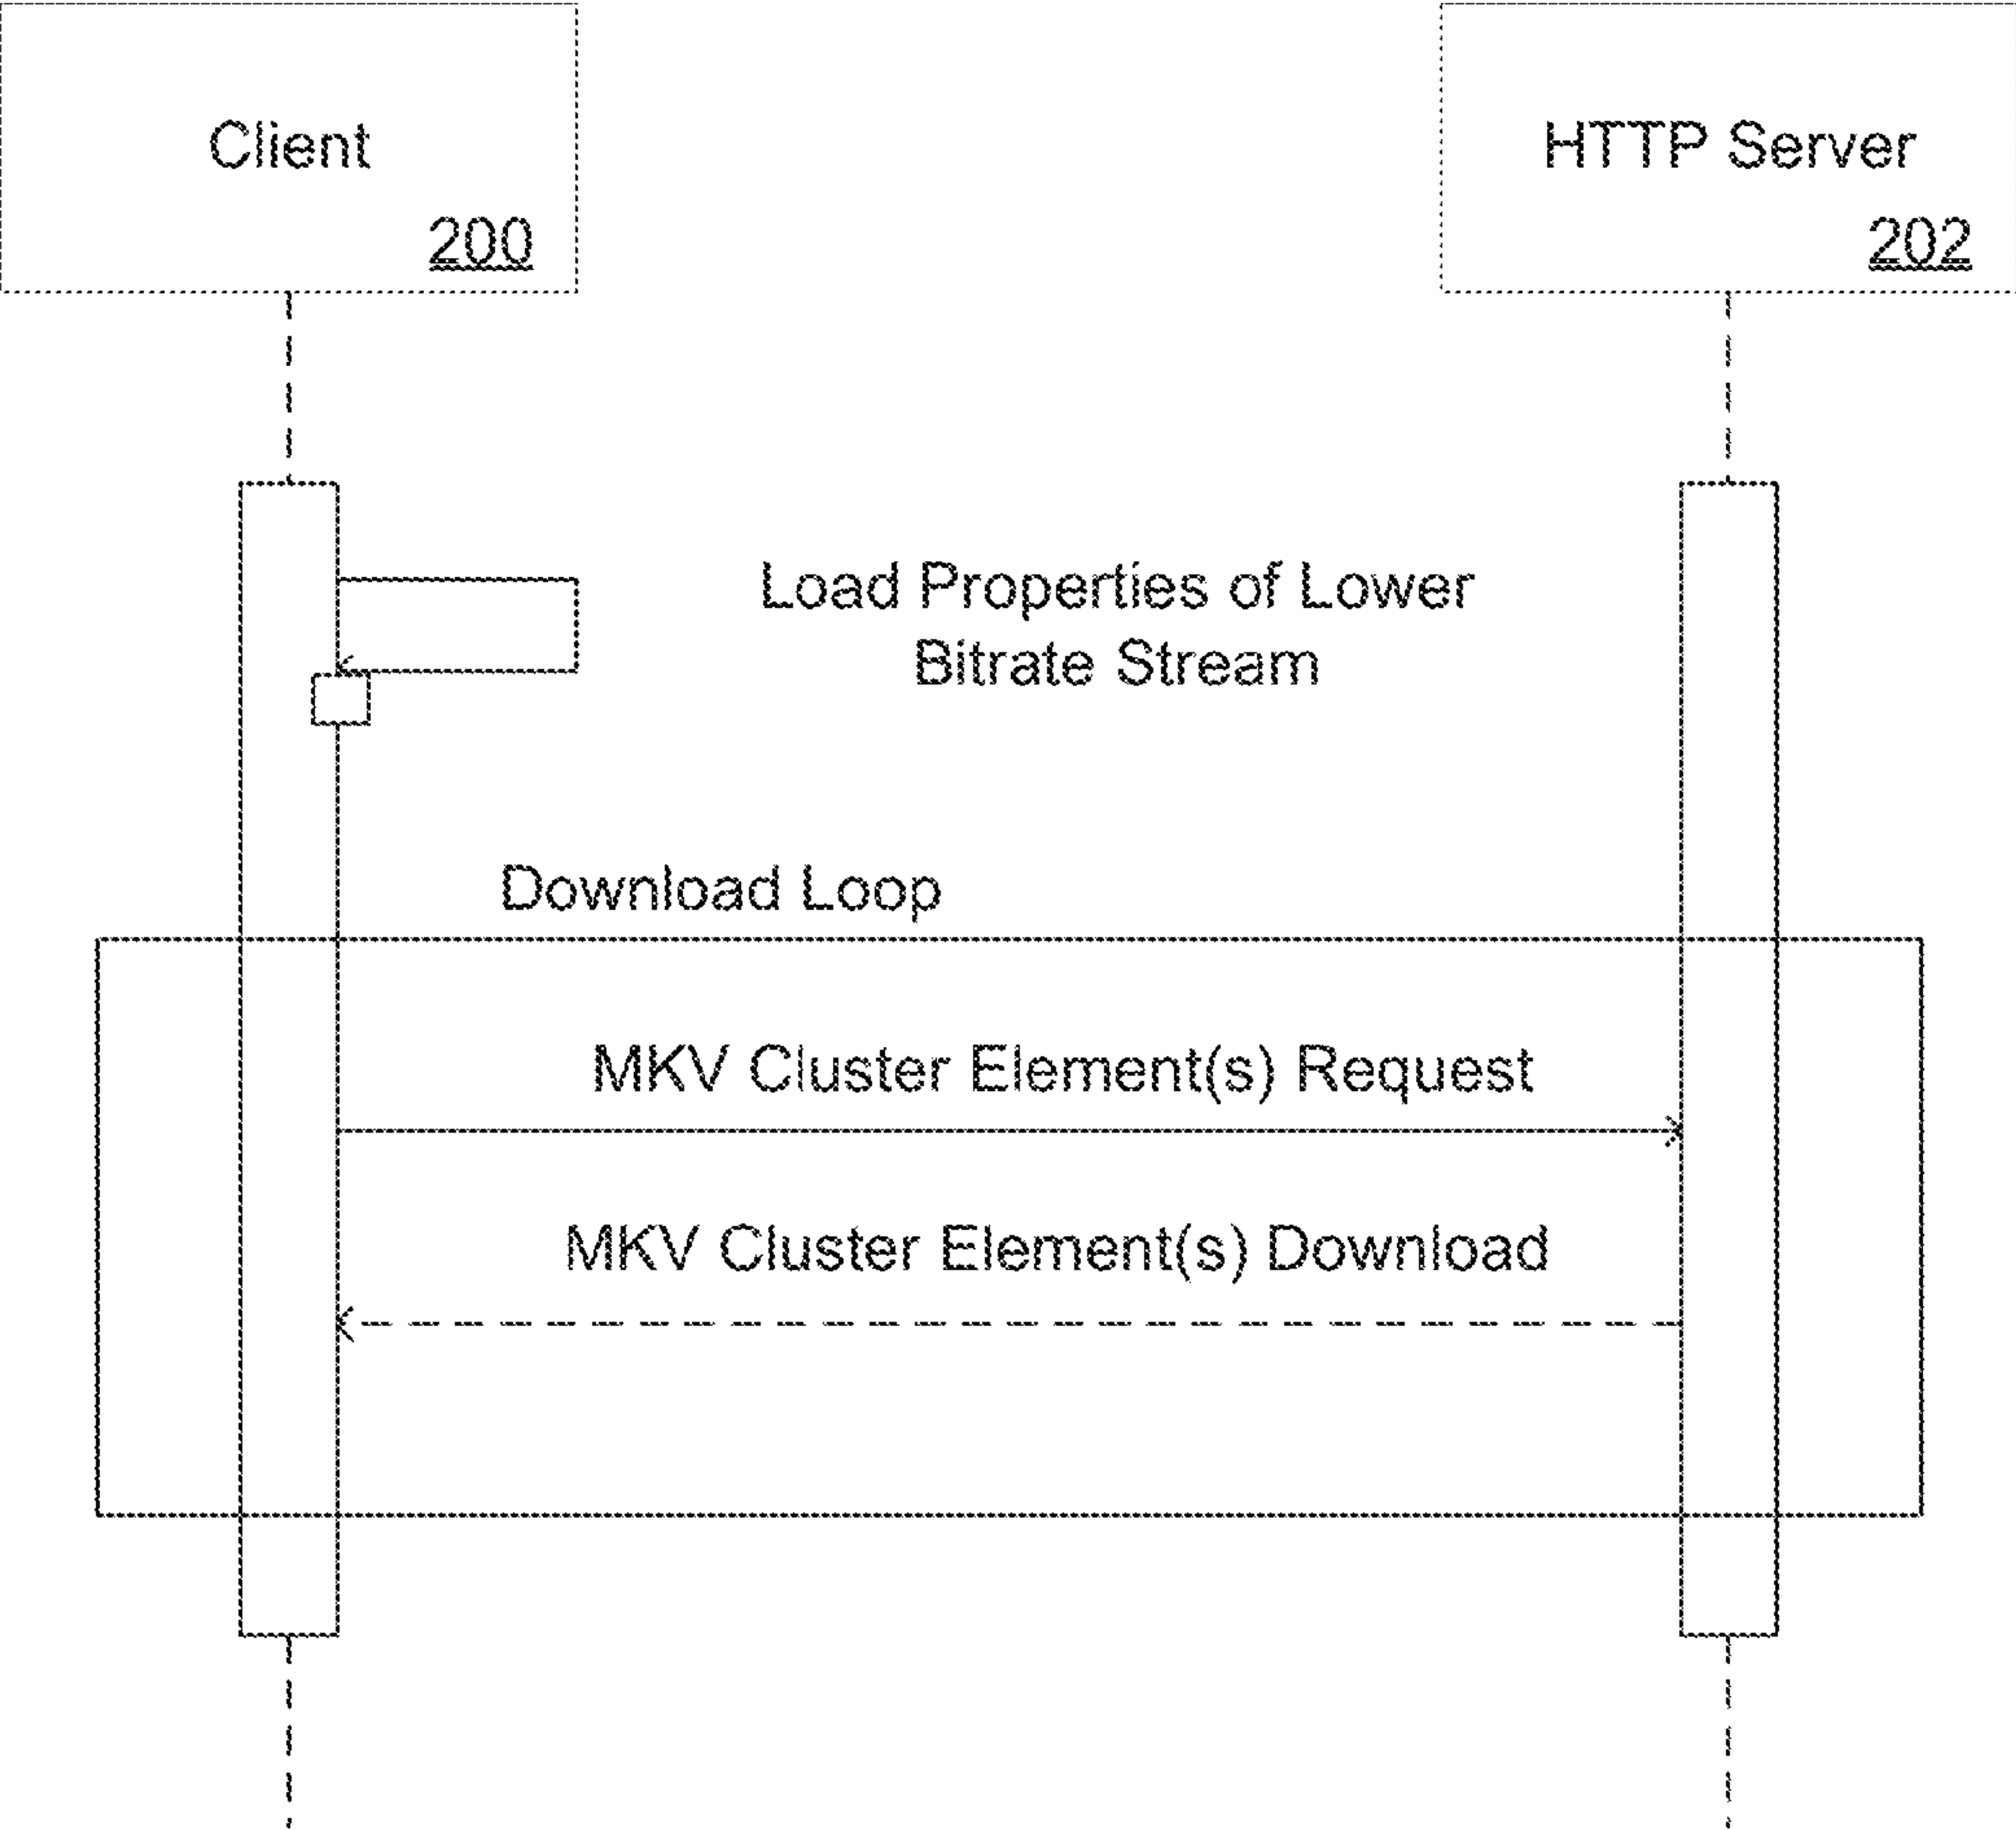 Client
200
HTTP Server
202
Load Properties of Lower
Bitrate Stream
Download Loop
MKV Cluster Element(s) Request
MKV Cluster Element(s) Download